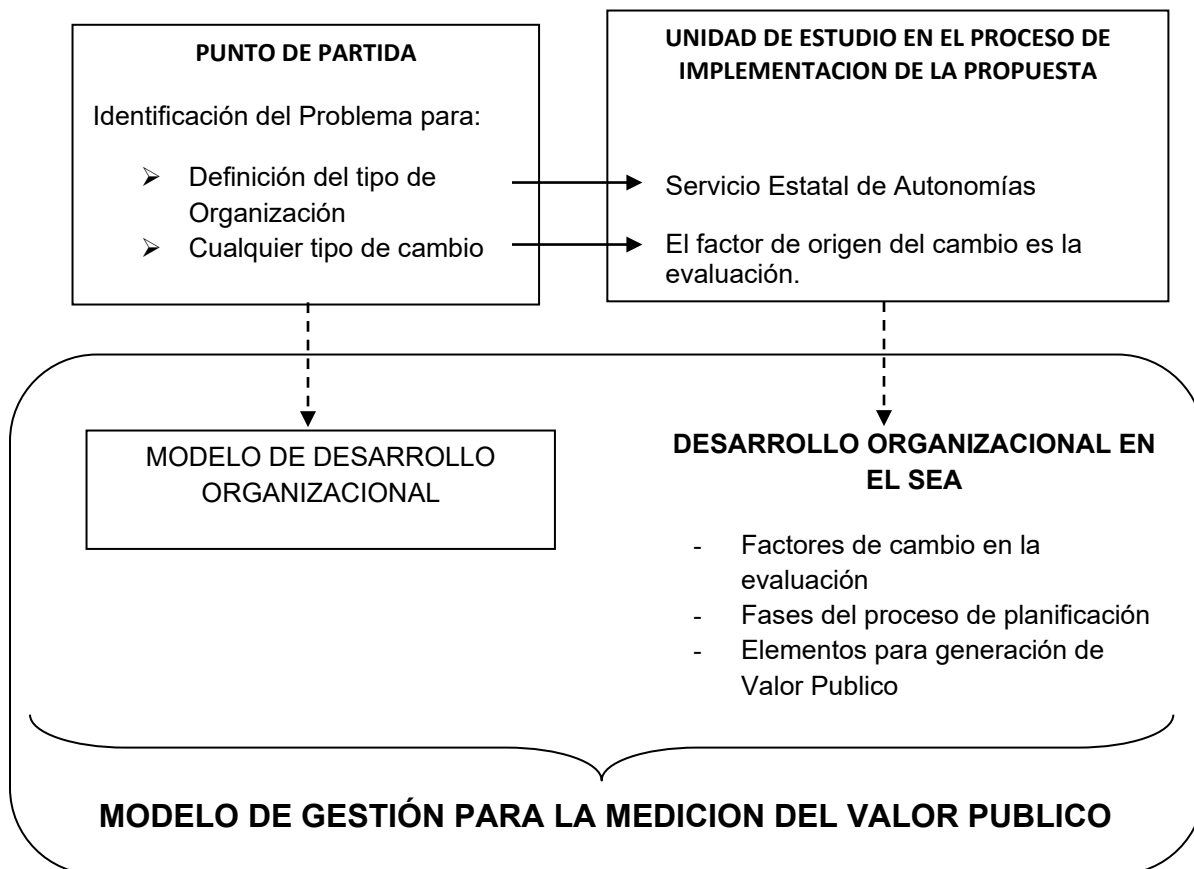 PUNTO DE PARTIDA
Identificación del Problema para:
➢ Definición del tipo de
Organización
➢ Cualquier tipo de cambio
UNIDAD DE ESTUDIO EN EL PROCESO DE
IMPLEMENTACION DE LA PROPUESTA
Servicio Estatal de Autonomías
El factor de origen del cambio es la
evaluación.
MODELO DE DESARROLLO
ORGANIZACIONAL
DESARROLLO ORGANIZACIONAL EN
EL SEA
- Factores de cambio en la
evaluación
- Fases del proceso de planificación
- Elementos para generación de
Valor Publico
MODELO DE GESTIÓN PARA LA MEDICION DEL VALOR PUBLICO